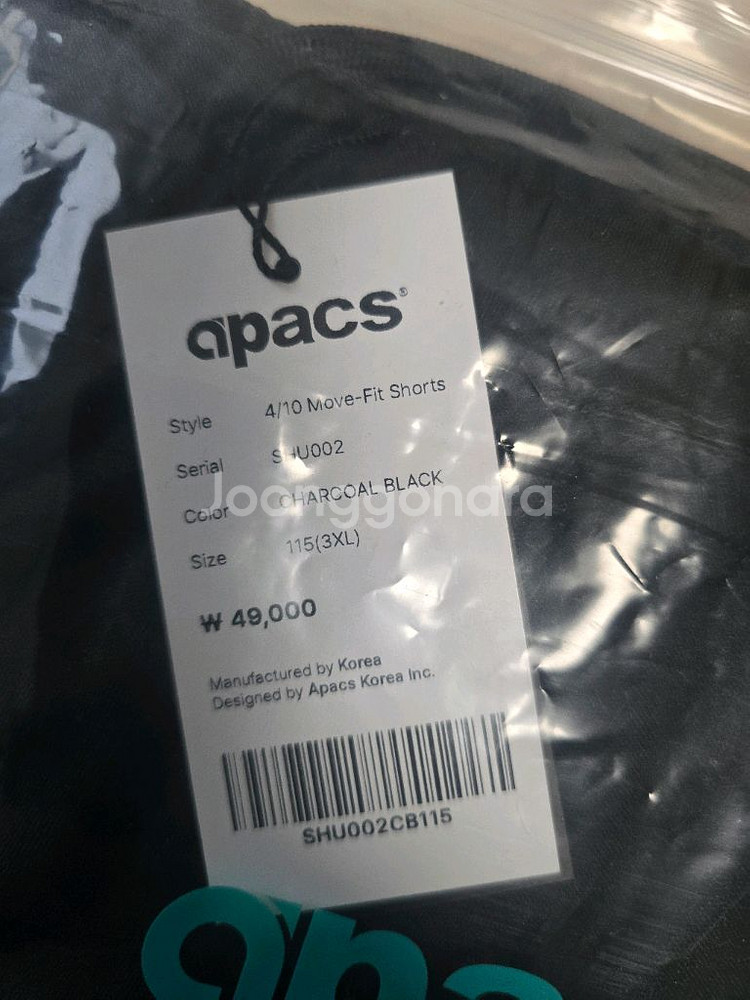 apacs®
Style 4/10 Move-Fit Shorts
Serial SHU002
Color CHARCOAL BLACK
Size 115(3XL)
₩ 49,000
Manufactured by Korea
Designed by Apacs Korea Inc.
SHU002CB115
Joonggonara
apa